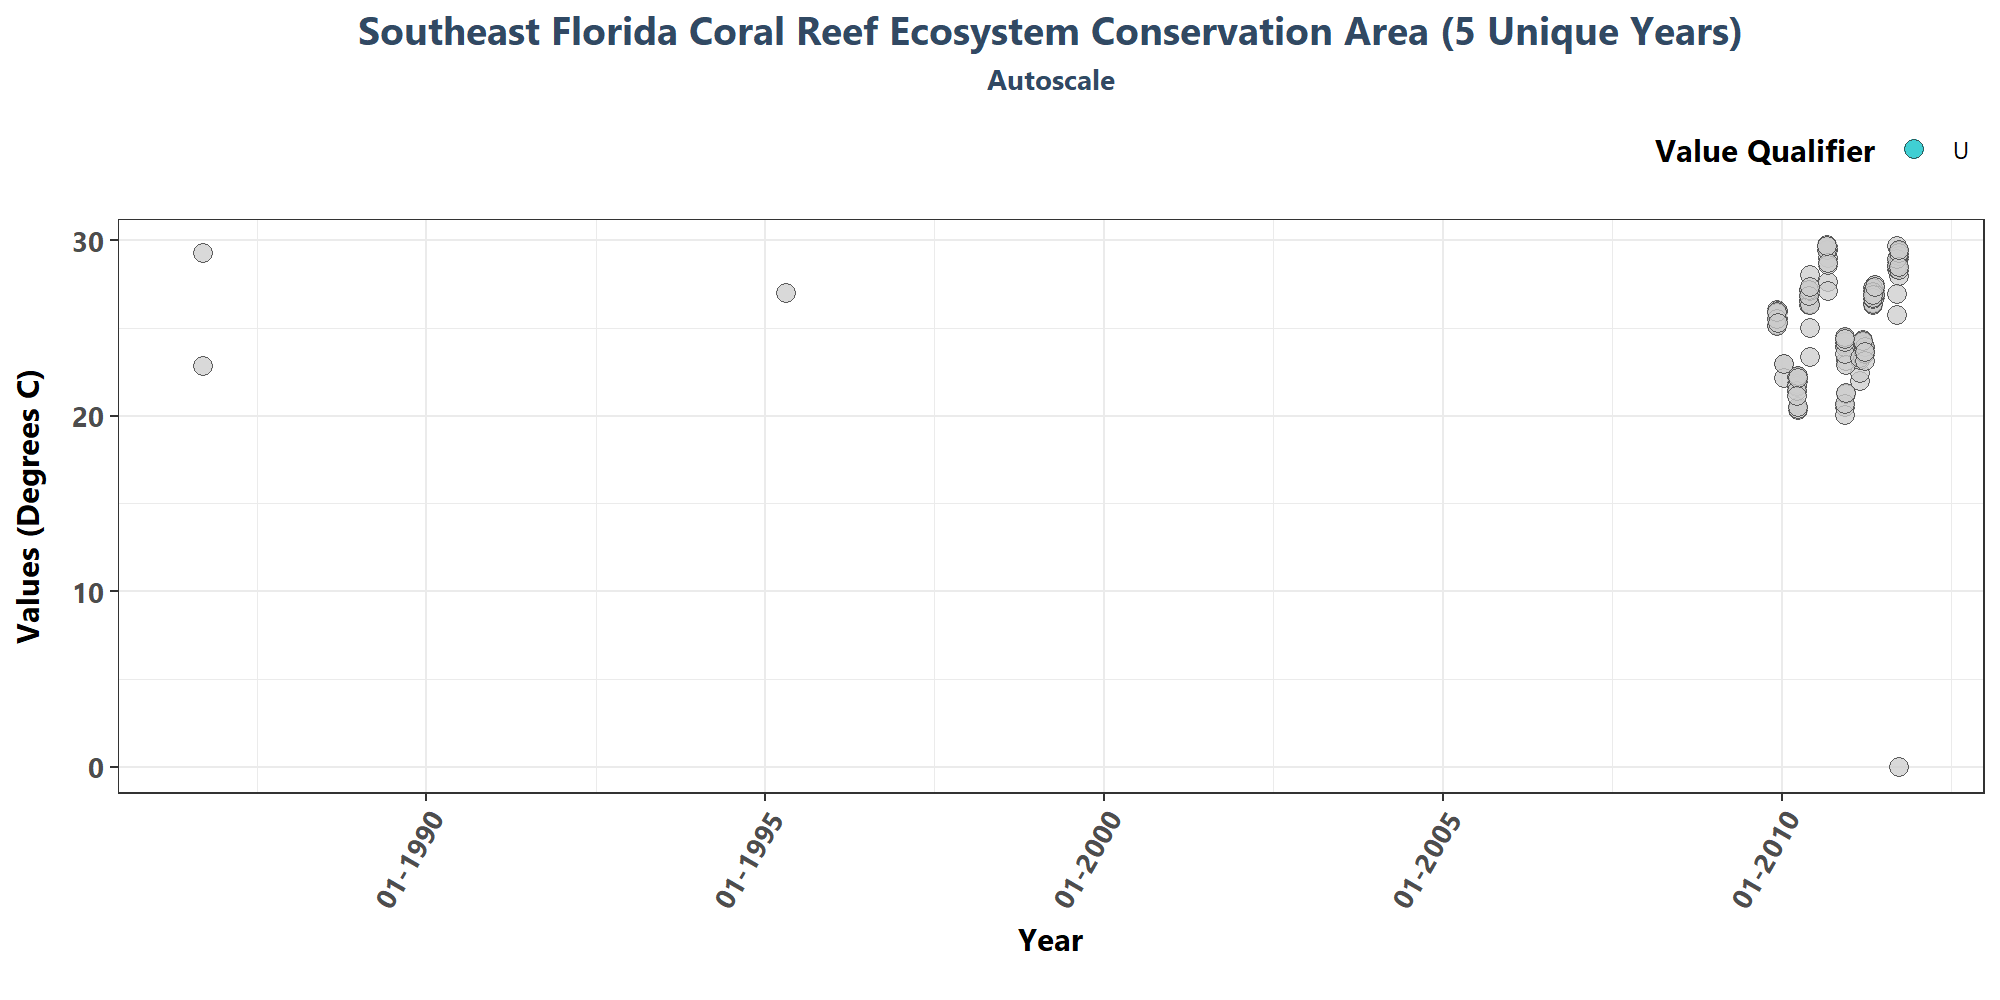 Southeast Florida Coral Reef Ecosystem Conservation Area (5 Unique Years)
Autoscale
Value Qualifier U
Values (Degrees C)
30
20
10
0
01-1990 01-1995 01-2000 01-2005 01-2010
Year